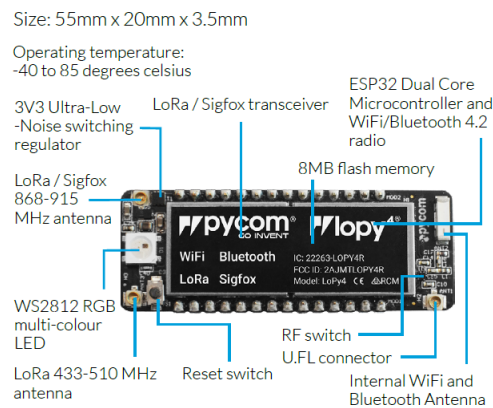 Size: 55mm x 20mm x 3.5mm
Operating temperature:
-40 to 85 degrees celsius
3V3 Ultra-Low
-Noise switching
regulator
LoRa / Sigfox transceiver
ESP32 Dual Core
Microcontroller and
WiFi/Bluetooth 4.2
radio
8MB flash memory
LoRa / Sigfox
868-915
MHz antenna
pycom®
GO INVENT
lopy4®
WiFi Bluetooth
LoRa Sigfox
IC: 22263-LOPY4R
FCC ID: 2AJMTLOPY4R
Model: LoPy4 CE RCM
pycom
WS2812 RGB
multi-colour
LED
LoRa 433-510 MHz
antenna
Reset switch
RF switch
U.FL connector
Internal WiFi and
Bluetooth Antenna